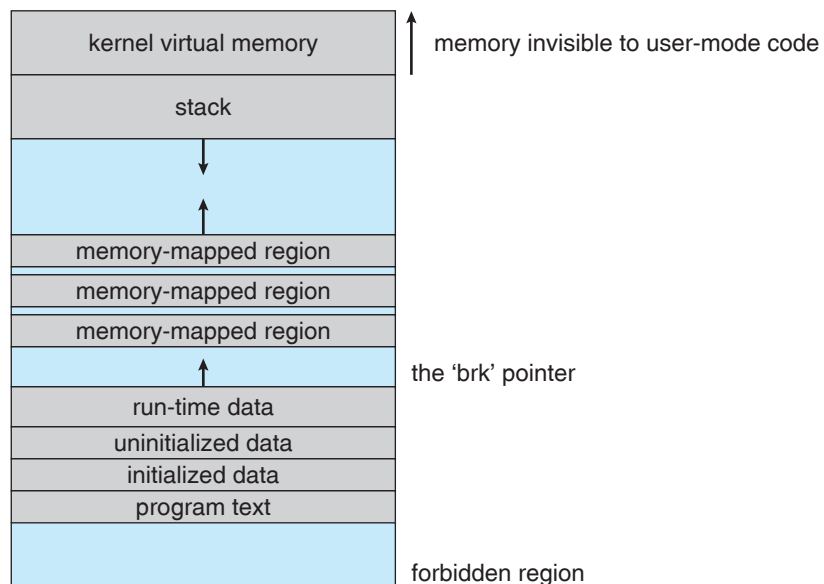 kernel virtual memory
memory invisible to user-mode code
stack
memory-mapped region
memory-mapped region
memory-mapped region
the ‘brk’ pointer
run-time data
uninitialized data
initialized data
program text
forbidden region